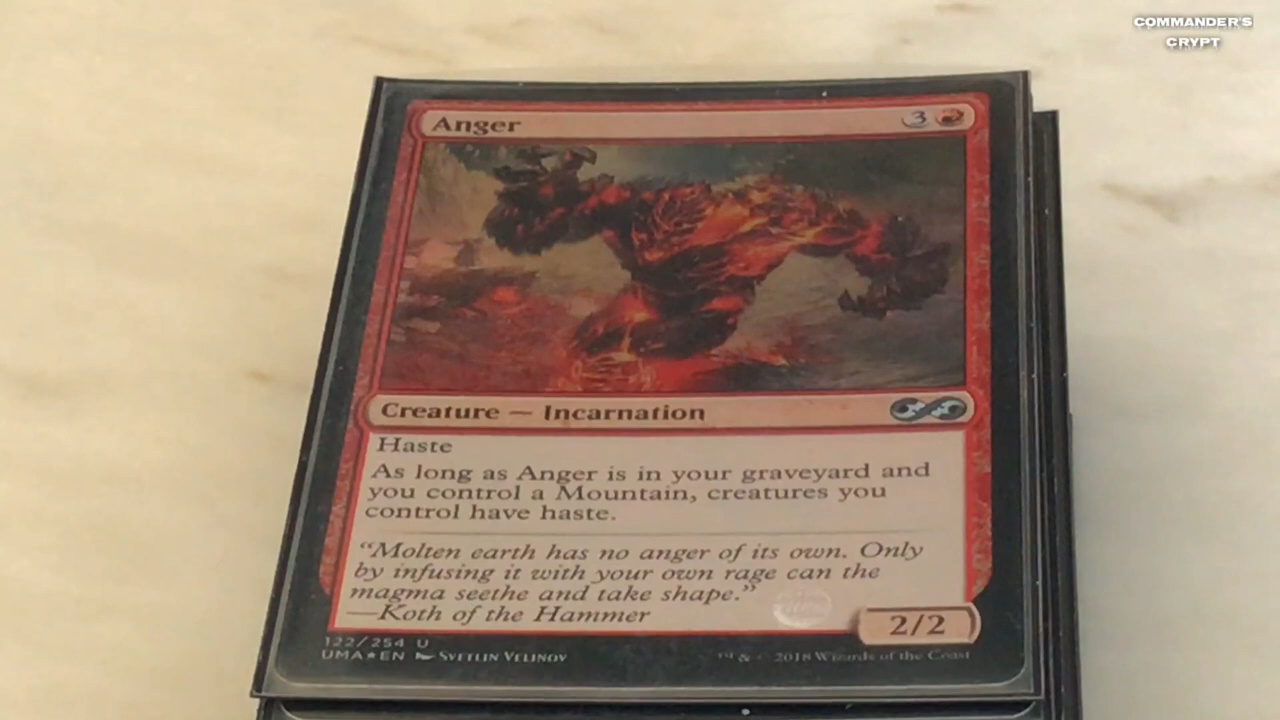 COMMANDER'S
CRYPT
Anger
3
Creature — Incarnation
Haste
As long as Anger is in your graveyard and
you control a Mountain, creatures you
control have haste.
“Molten earth has no anger of its own. Only
by infusing it with your own rage can the
magma seethe and take shape.”
—Koth of the Hammer
2/2
122/254 U
UMA★EN Svetlin Velinov
™ & © 2018 Wizards of the Coast